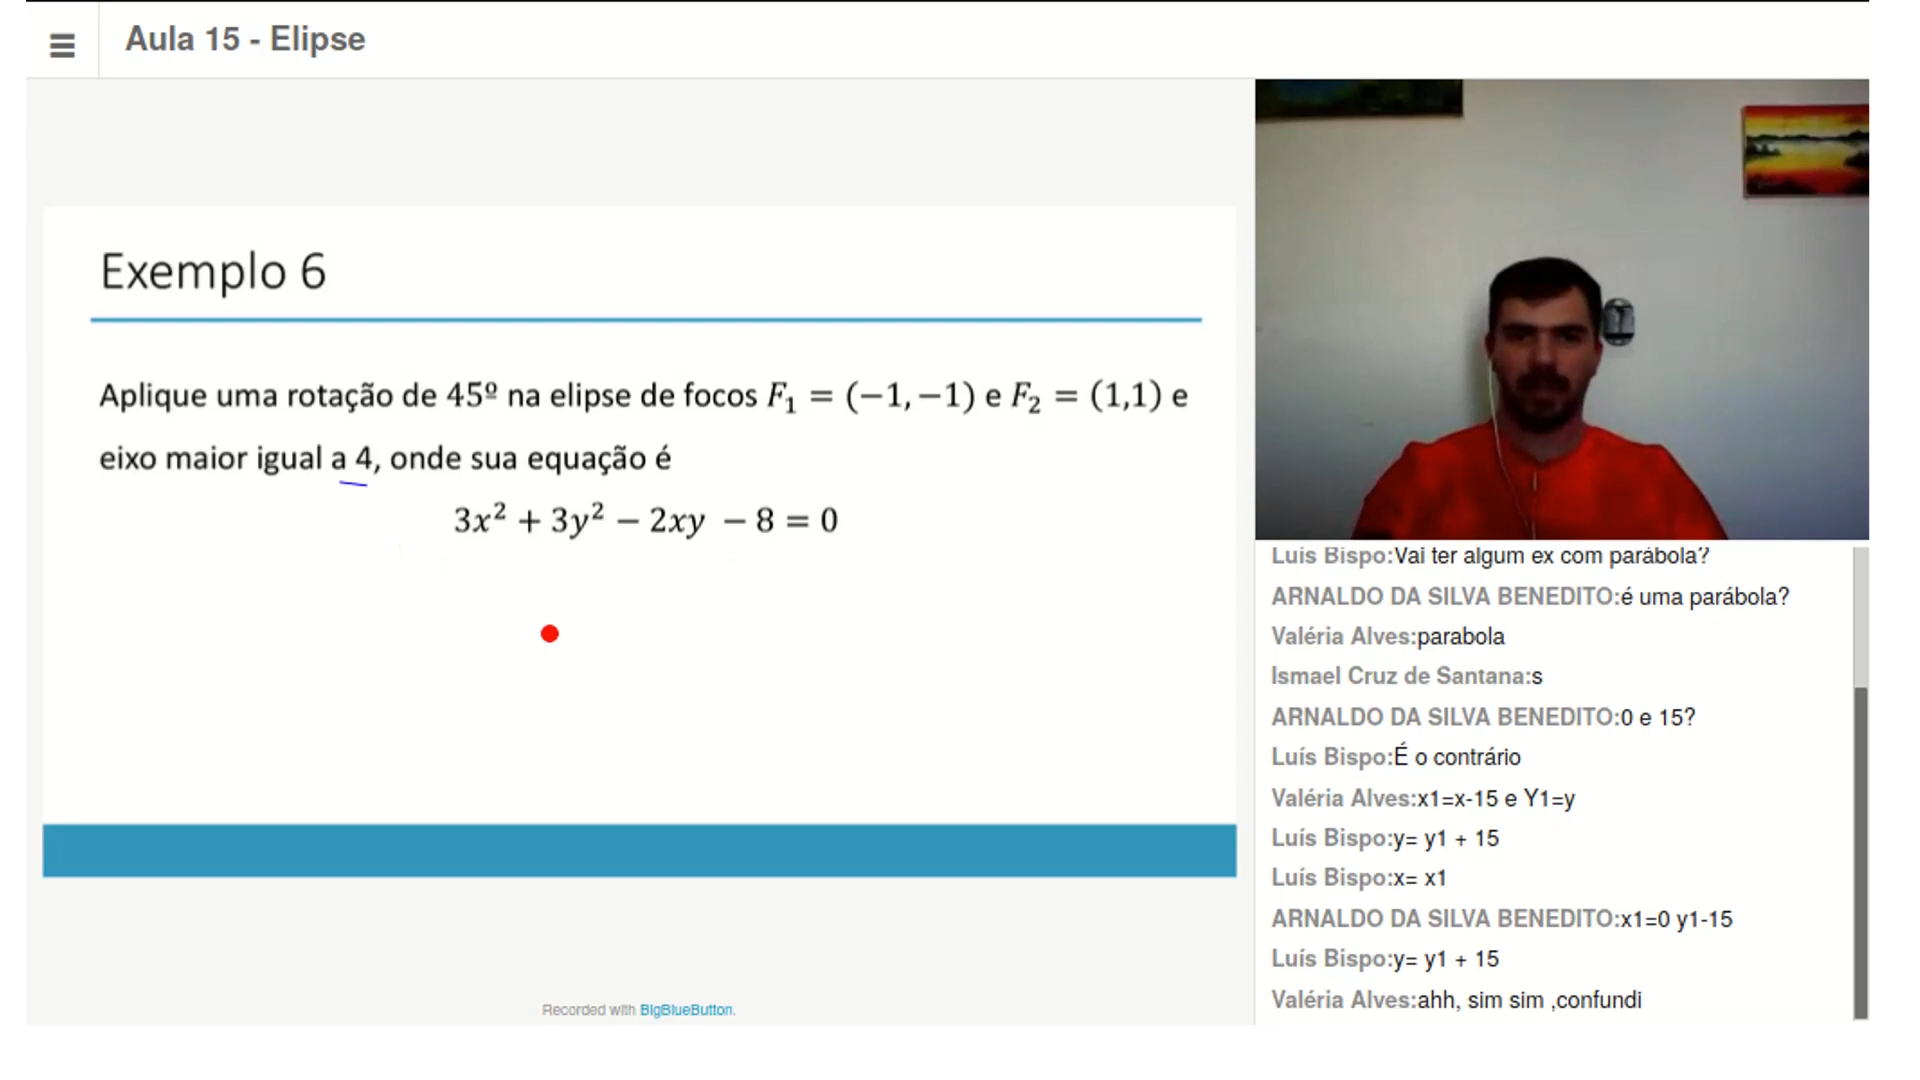 Aula 15 - Elipse
Exemplo 6
Aplique uma rotação de 45º na elipse de focos F₁ = (−1, −1) e F₂ = (1,1) e
eixo maior igual a 4, onde sua equação é
3x² + 3y² − 2xy − 8 = 0
Recorded with BigBlueButton.
Luís Bispo:Vai ter algum ex com parábola?
ARNALDO DA SILVA BENEDITO:é uma parábola?
Valéria Alves:parabola
Ismael Cruz de Santana:s
ARNALDO DA SILVA BENEDITO:0 e 15?
Luís Bispo:É o contrário
Valéria Alves:x1=x-15 e Y1=y
Luís Bispo:y= y1 + 15
Luís Bispo:x= x1
ARNALDO DA SILVA BENEDITO:x1=0 y1-15
Luís Bispo:y= y1 + 15
Valéria Alves:ahh, sim sim ,confundi